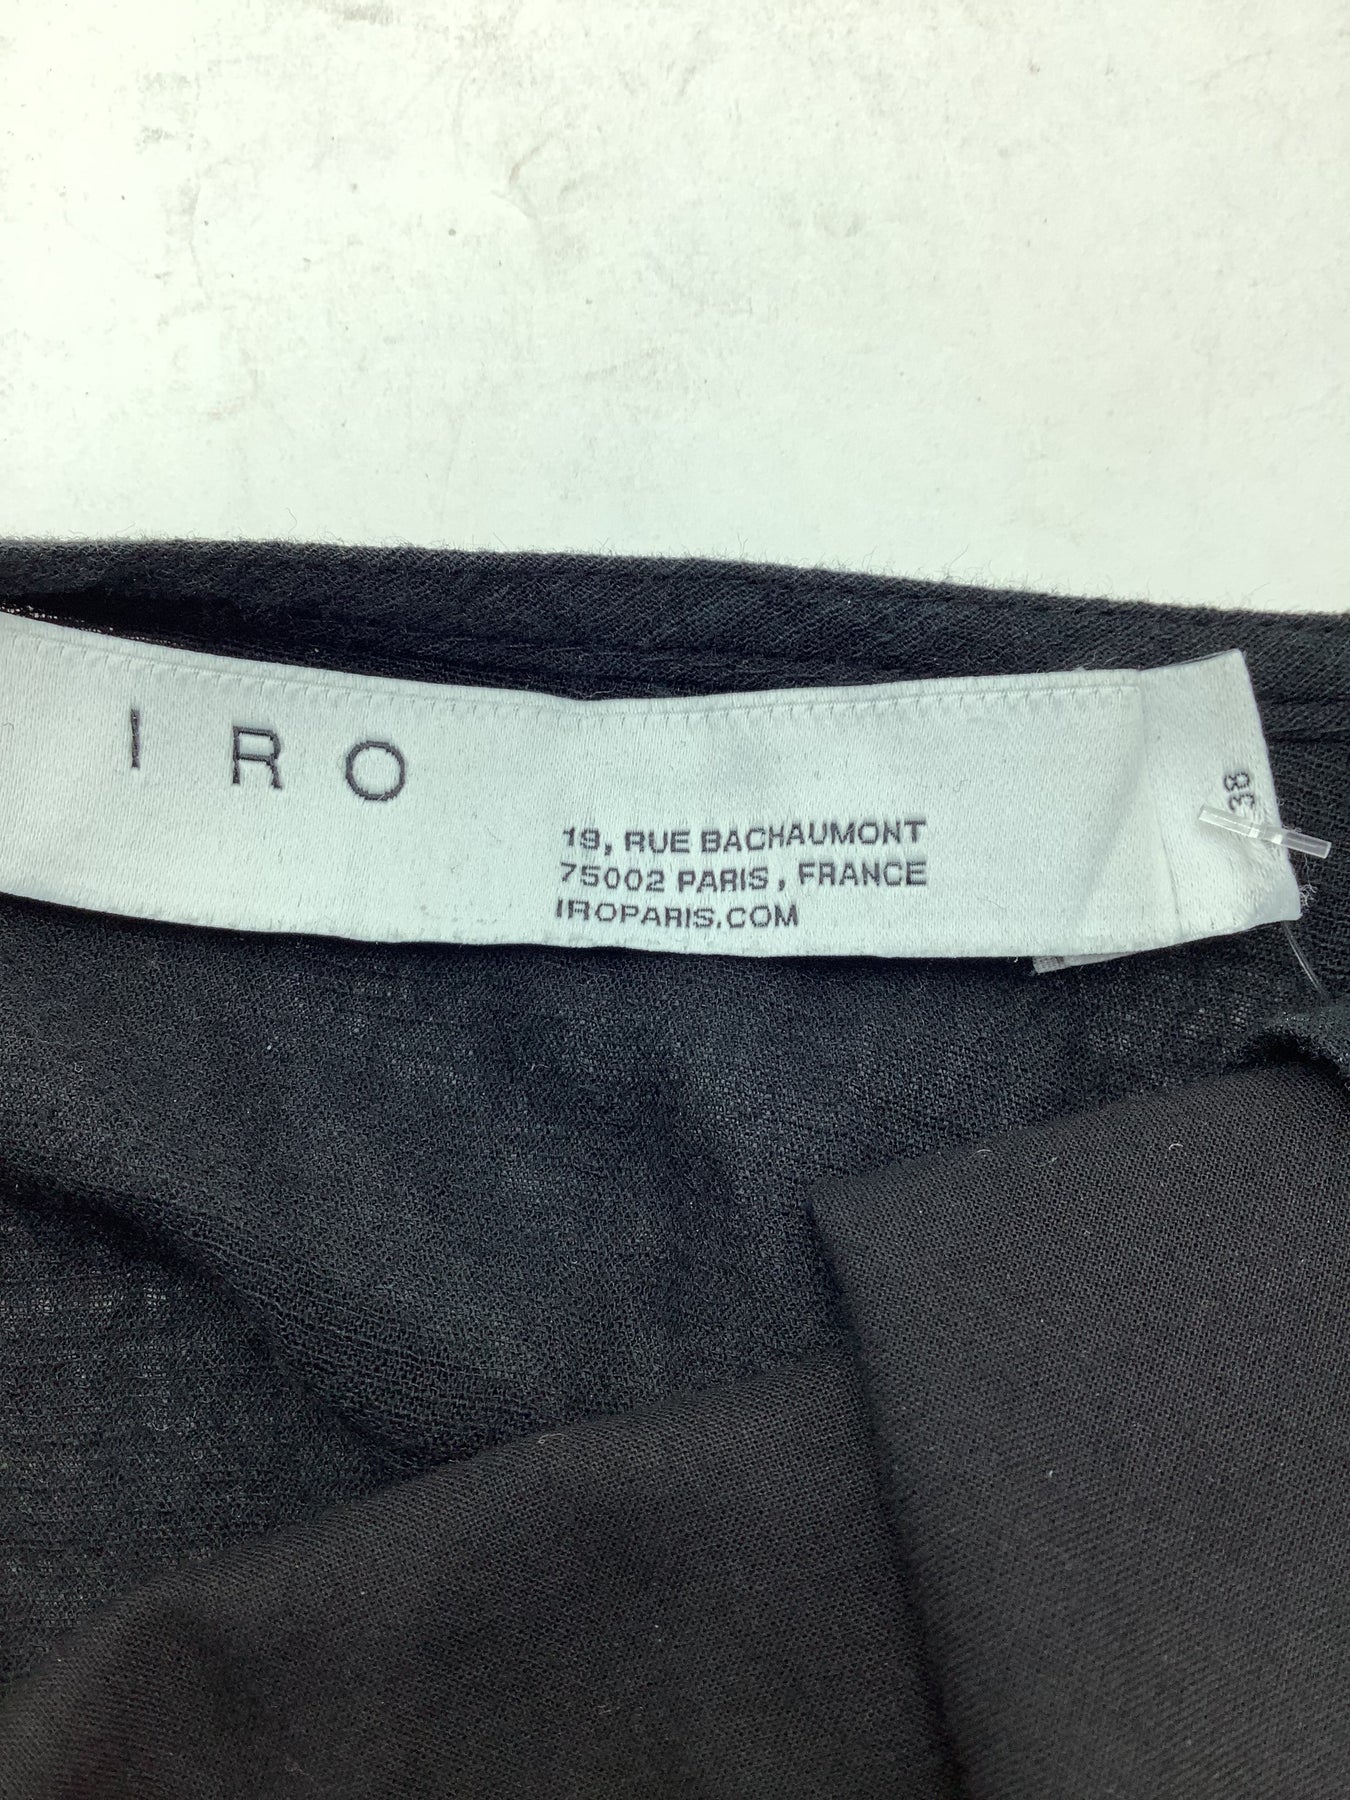 IRO
19, RUE BACHAUMONT
75002 PARIS, FRANCE
IROPARIS.COM
38